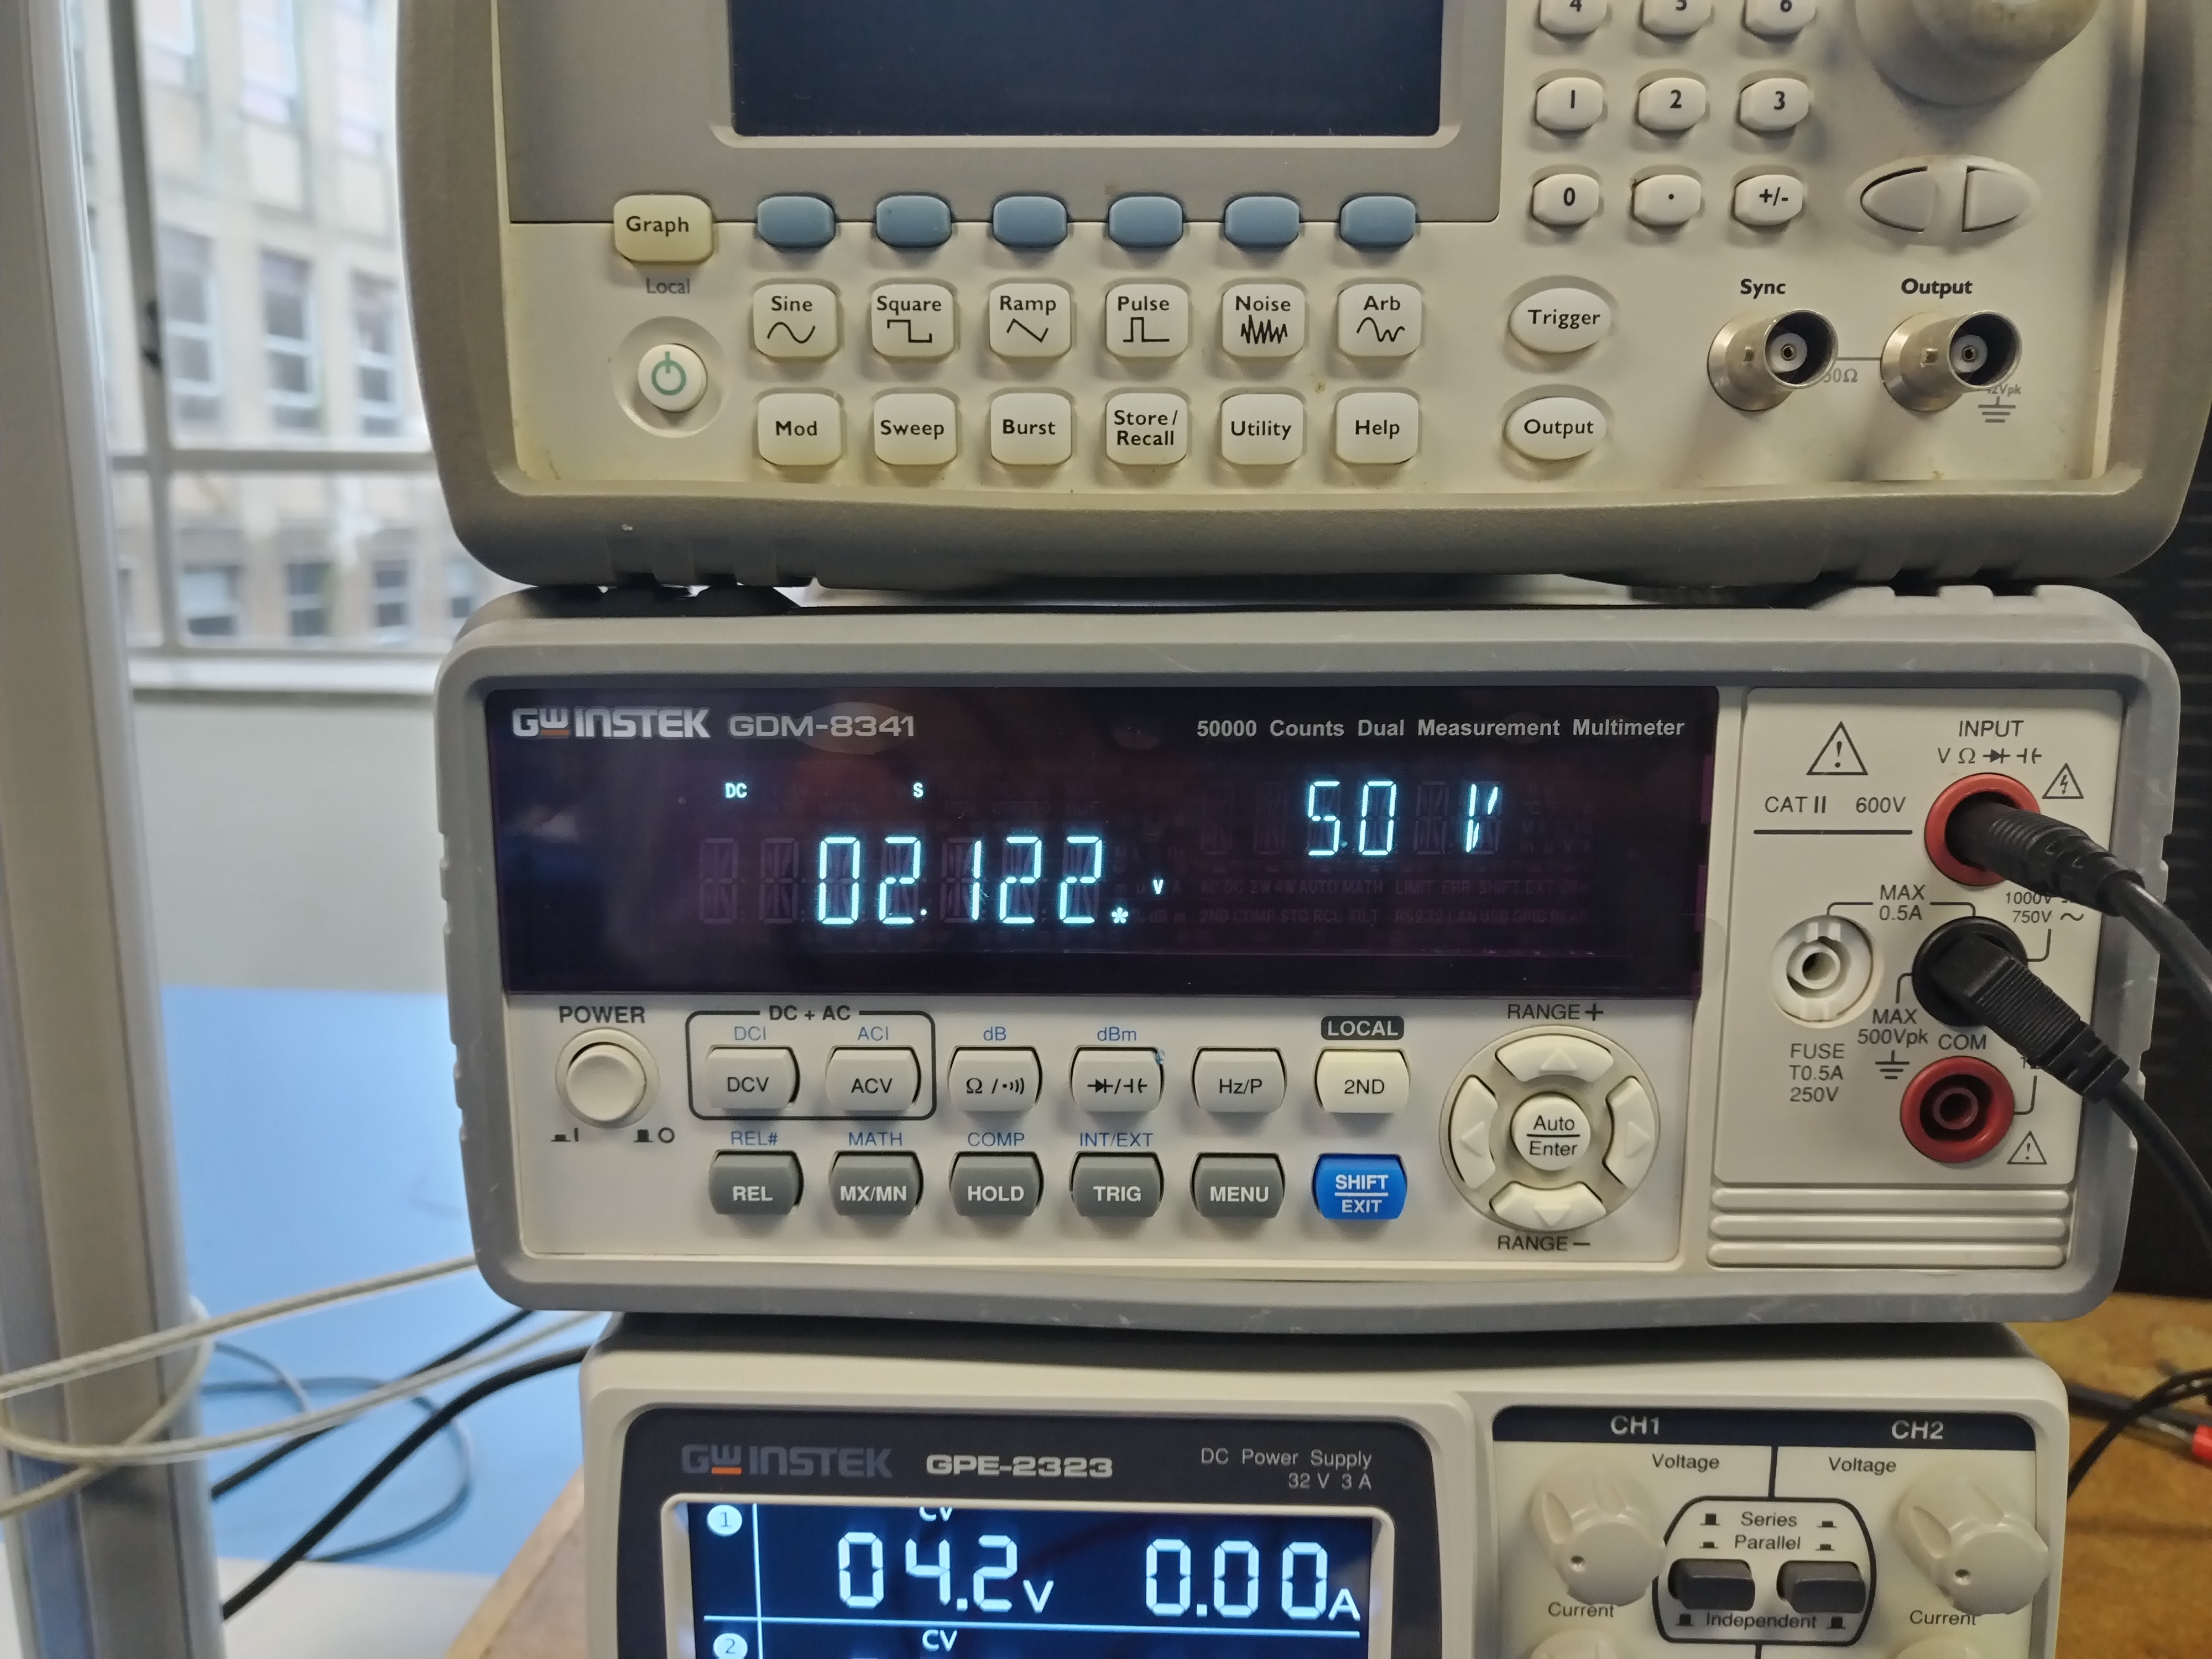 4 5 6
1 2 3
0 . +/-
Graph
Local
Sine Square Ramp Pulse Noise Arb Trigger
Sync Output
50Ω
Mod Sweep Burst Store/ Recall Utility Help Output
GWINSTEK GDM-8341 50000 Counts Dual Measurement Multimeter
DC S
5.0 V
02.122 V
INPUT
V Ω
CAT II 600V
MAX 0.5A
1000V
750V ~
MAX 500Vpk
COM
FUSE T0.5A 250V
POWER
DC + AC
DCI ACI dB dBm LOCAL
DCV ACV Ω / Hz/P 2ND
REL# MATH COMP INT/EXT
REL MX/MN HOLD TRIG MENU SHIFT EXIT
RANGE +
Auto Enter
RANGE –
GWINSTEK GPE-2323 DC Power Supply
32 V 3 A
1 CV
04.2V 0.00A
2 CV
CH1 CH2
Voltage Voltage
Series
Parallel
Independent
Current Current